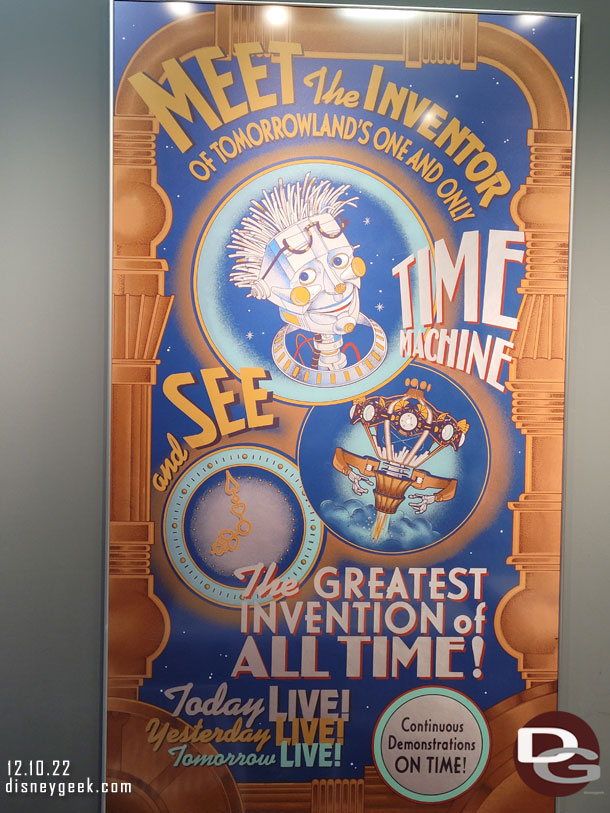 MEET The INVENTOR
OF TOMORROWLAND'S ONE AND ONLY
TIME
MACHINE
and SEE
The GREATEST
INVENTION of
ALL TIME!
Today LIVE!
Yesterday LIVE!
Tomorrow LIVE!
Continuous
Demonstrations
ON TIME!
12.10.22
disneygeek.com
DG